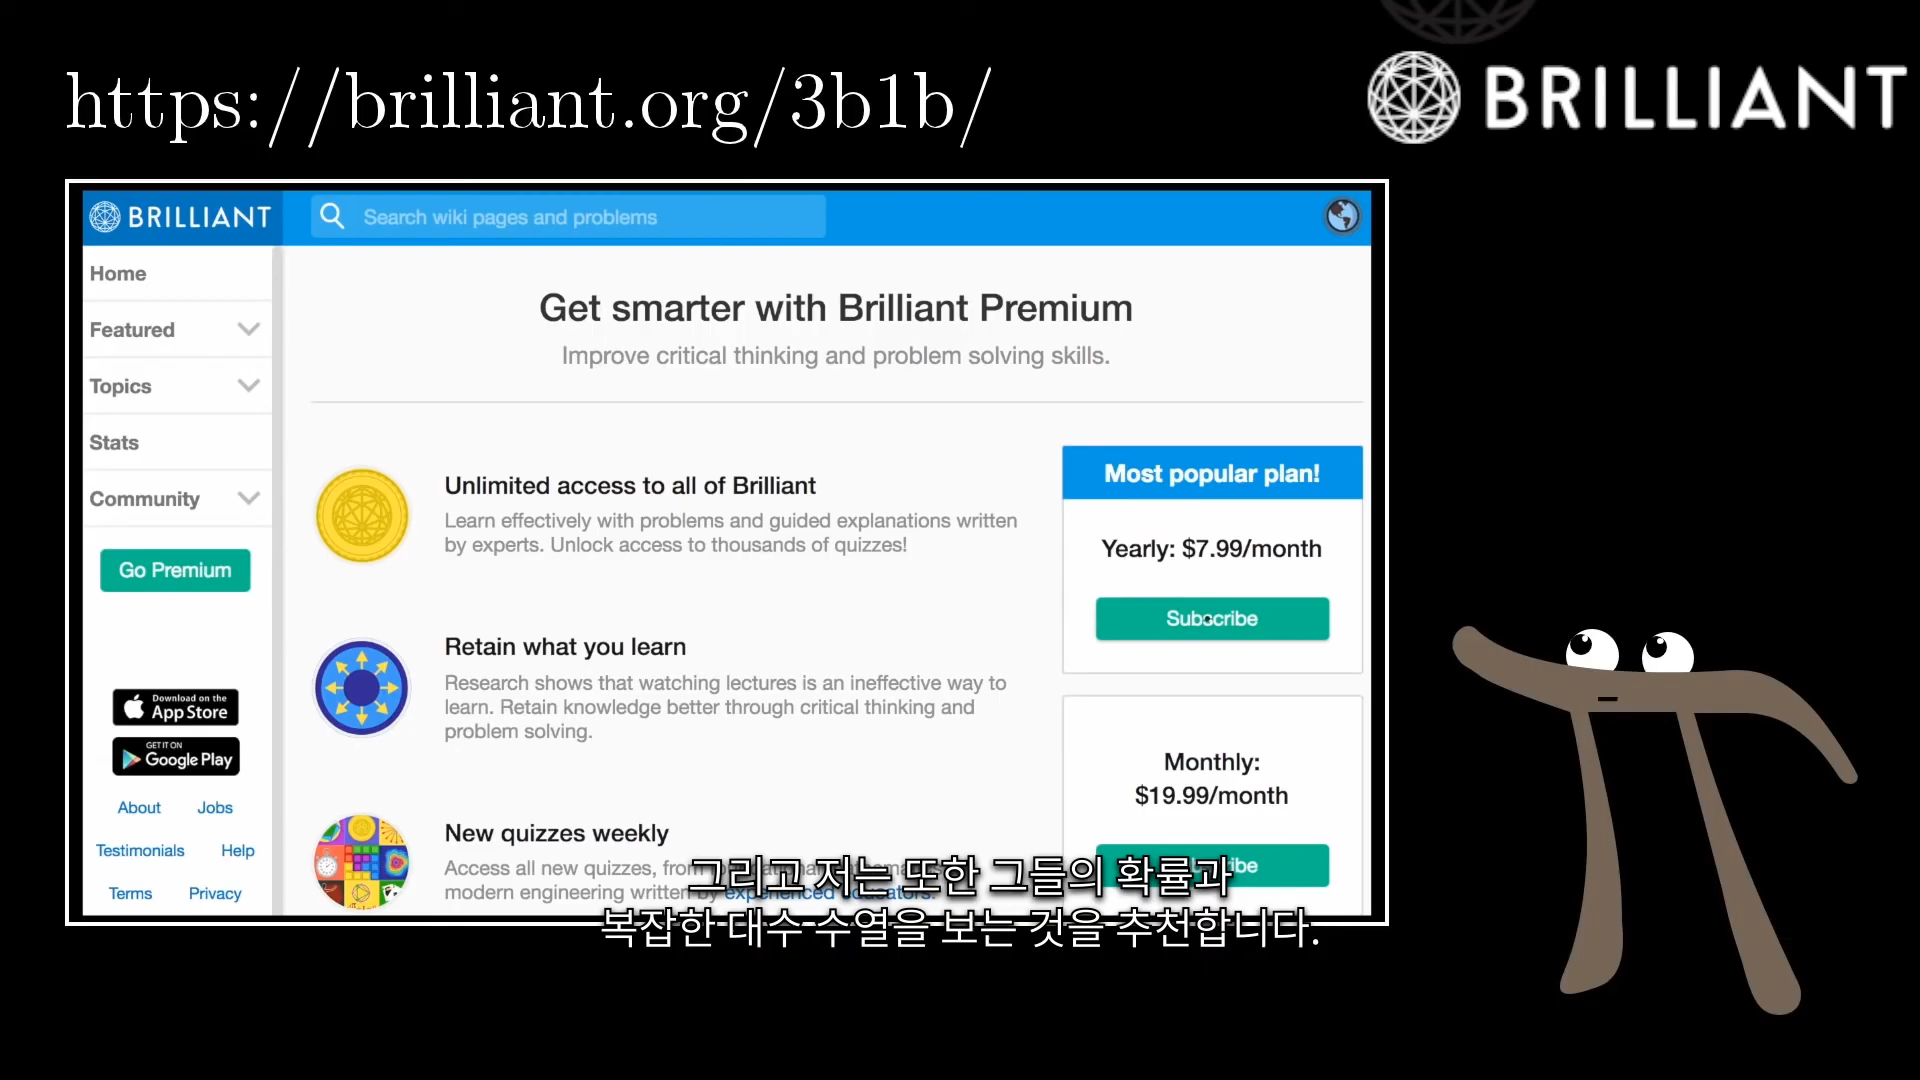 https://brilliant.org/3b1b/
BRILLIANT
BRILLIANT
Search wiki pages and problems
Home
Featured
Topics
Stats
Community
Go Premium
Download on the
App Store
GET IT ON
Google Play
About Jobs
Testimonials Help
Terms Privacy
Get smarter with Brilliant Premium
Improve critical thinking and problem solving skills.
Unlimited access to all of Brilliant
Learn effectively with problems and guided explanations written
by experts. Unlock access to thousands of quizzes!
Retain what you learn
Research shows that watching lectures is an ineffective way to
learn. Retain knowledge better through critical thinking and
problem solving.
New quizzes weekly
Access all new quizzes, from
modern engineering written by experienced educators.
Most popular plan!
Yearly: $7.99/month
Subscribe
Monthly:
$19.99/month
그리고 저는 또한 그들의 확률과
복잡한 대수 수열을 보는 것을 추천합니다.